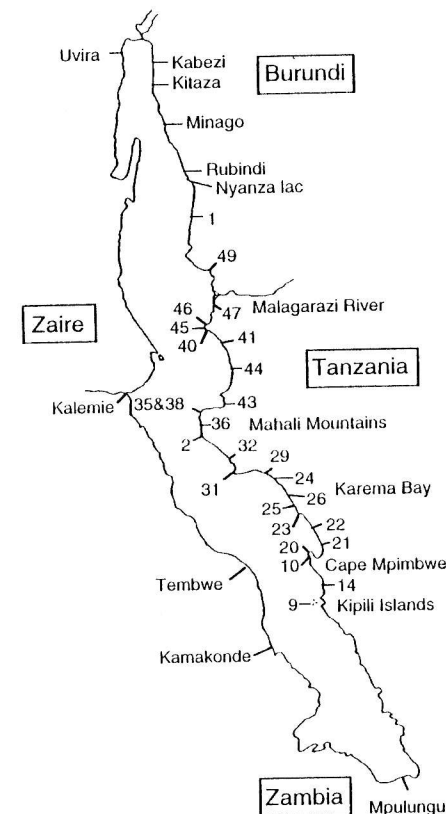 Uvira
Kabezi
Kitaza
Burundi
Minago
Rubindi
Nyanza lac
1
49
Malagarazi River
47
46
45
40
41
Zaire
Tanzania
44
43
Kalemie
35&38
36
Mahali Mountains
2
32
31
29
24
26
Karema Bay
25
23
22
21
20
10
Cape Mpimbwe
14
9
Kipili Islands
Tembwe
Kamakonde
Zambia
Mpulungu